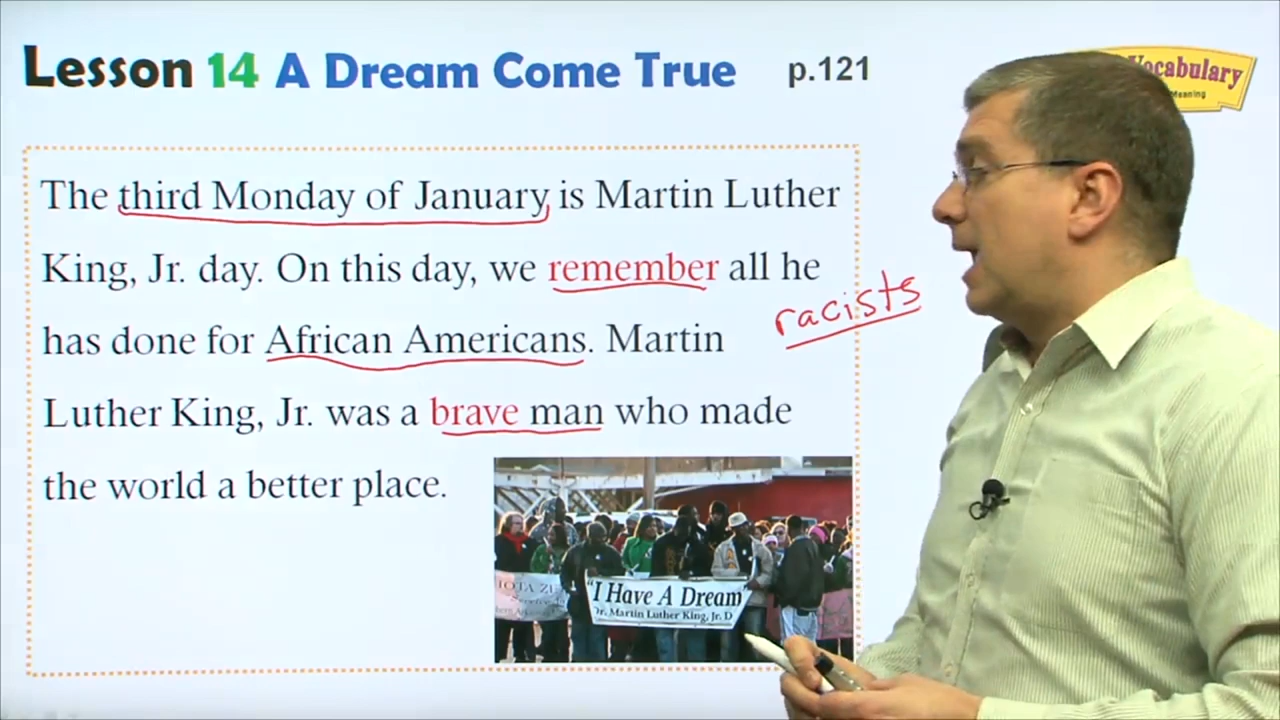 Lesson 14 A Dream Come True p.121
Vocabulary
Meaning
The third Monday of January is Martin Luther
King, Jr. day. On this day, we remember all he
has done for African Americans. Martin
racists
Luther King, Jr. was a brave man who made
the world a better place.
IOTA
"I Have A Dream
Dr. Martin Luther King, Jr. D